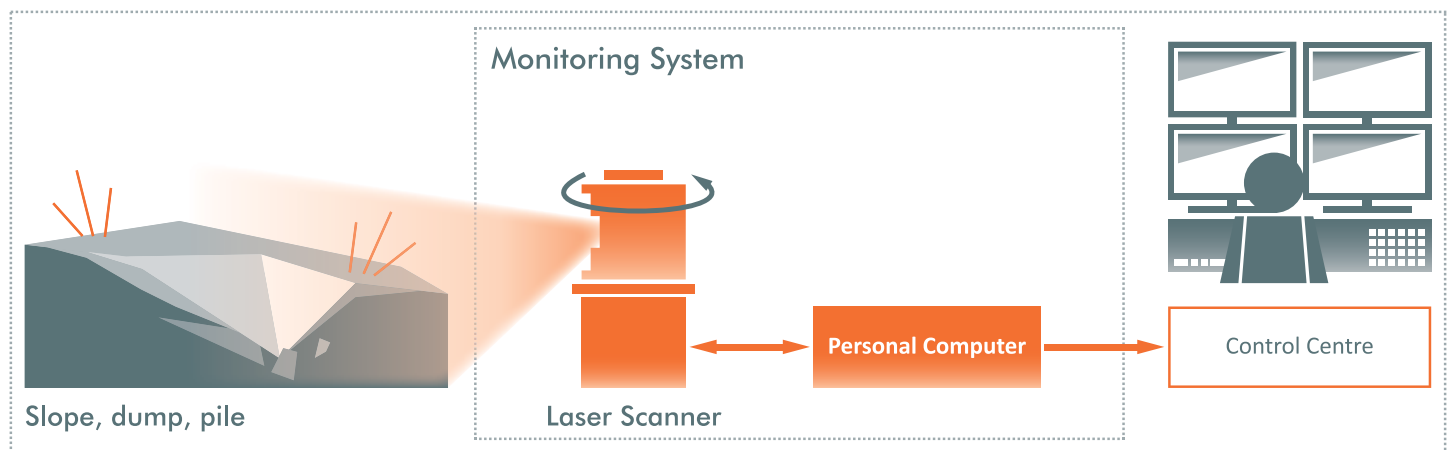 Monitoring System
Personal Computer
Control Centre
Slope, dump, pile
Laser Scanner